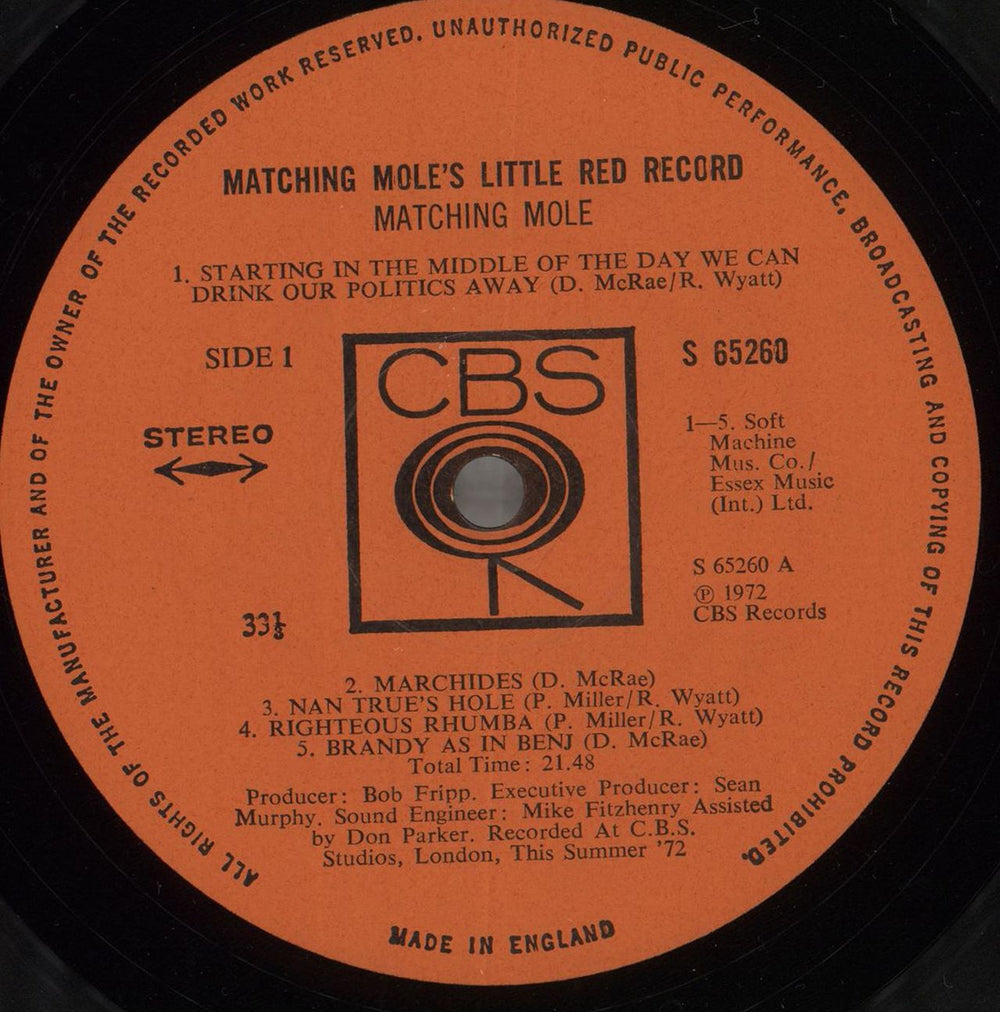 ALL RIGHTS OF THE MANUFACTURER AND OF THE OWNER OF THE RECORDED WORK RESERVED. UNAUTHORIZED PUBLIC PERFORMANCE, BROADCASTING AND COPYING OF THIS RECORD PROHIBITED.
MATCHING MOLE'S LITTLE RED RECORD
MATCHING MOLE
1. STARTING IN THE MIDDLE OF THE DAY WE CAN
DRINK OUR POLITICS AWAY (D. McRae/R. Wyatt)
SIDE 1
CBS
S 65260
STEREO
1—5. Soft
Machine
Mus. Co./
Essex Music
(Int.) Ltd.
S 65260 A
℗ 1972
CBS Records
33⅓
2. MARCHIDES (D. McRae)
3. NAN TRUE'S HOLE (P. Miller/R. Wyatt)
4. RIGHTEOUS RHUMBA (P. Miller/R. Wyatt)
5. BRANDY AS IN BENJ (D. McRae)
Total Time: 21.48
Producer: Bob Fripp. Executive Producer: Sean
Murphy. Sound Engineer: Mike Fitzhenry Assisted
by Don Parker. Recorded At C.B.S.
Studios, London, This Summer '72
MADE IN ENGLAND